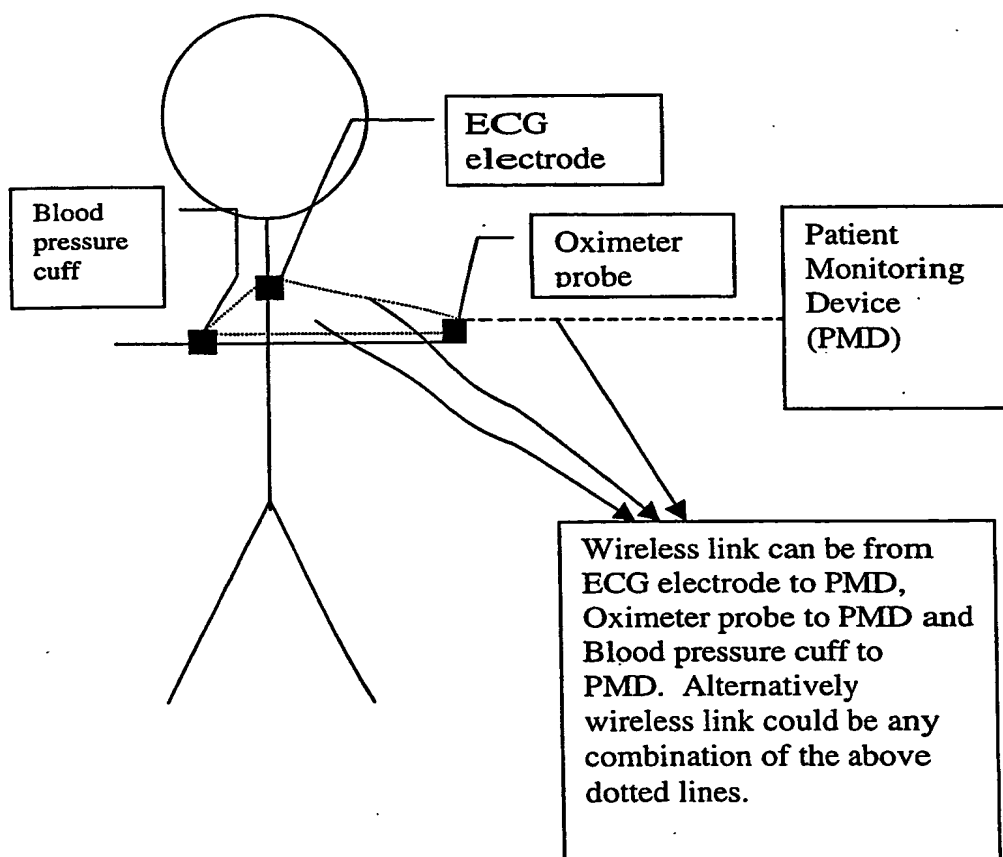 ECG
electrode
Blood
pressure
cuff
Oximeter
probe
Patient
Monitoring
Device
(PMD)
Wireless link can be from
ECG electrode to PMD,
Oximeter probe to PMD and
Blood pressure cuff to
PMD. Alternatively
wireless link could be any
combination of the above
dotted lines.